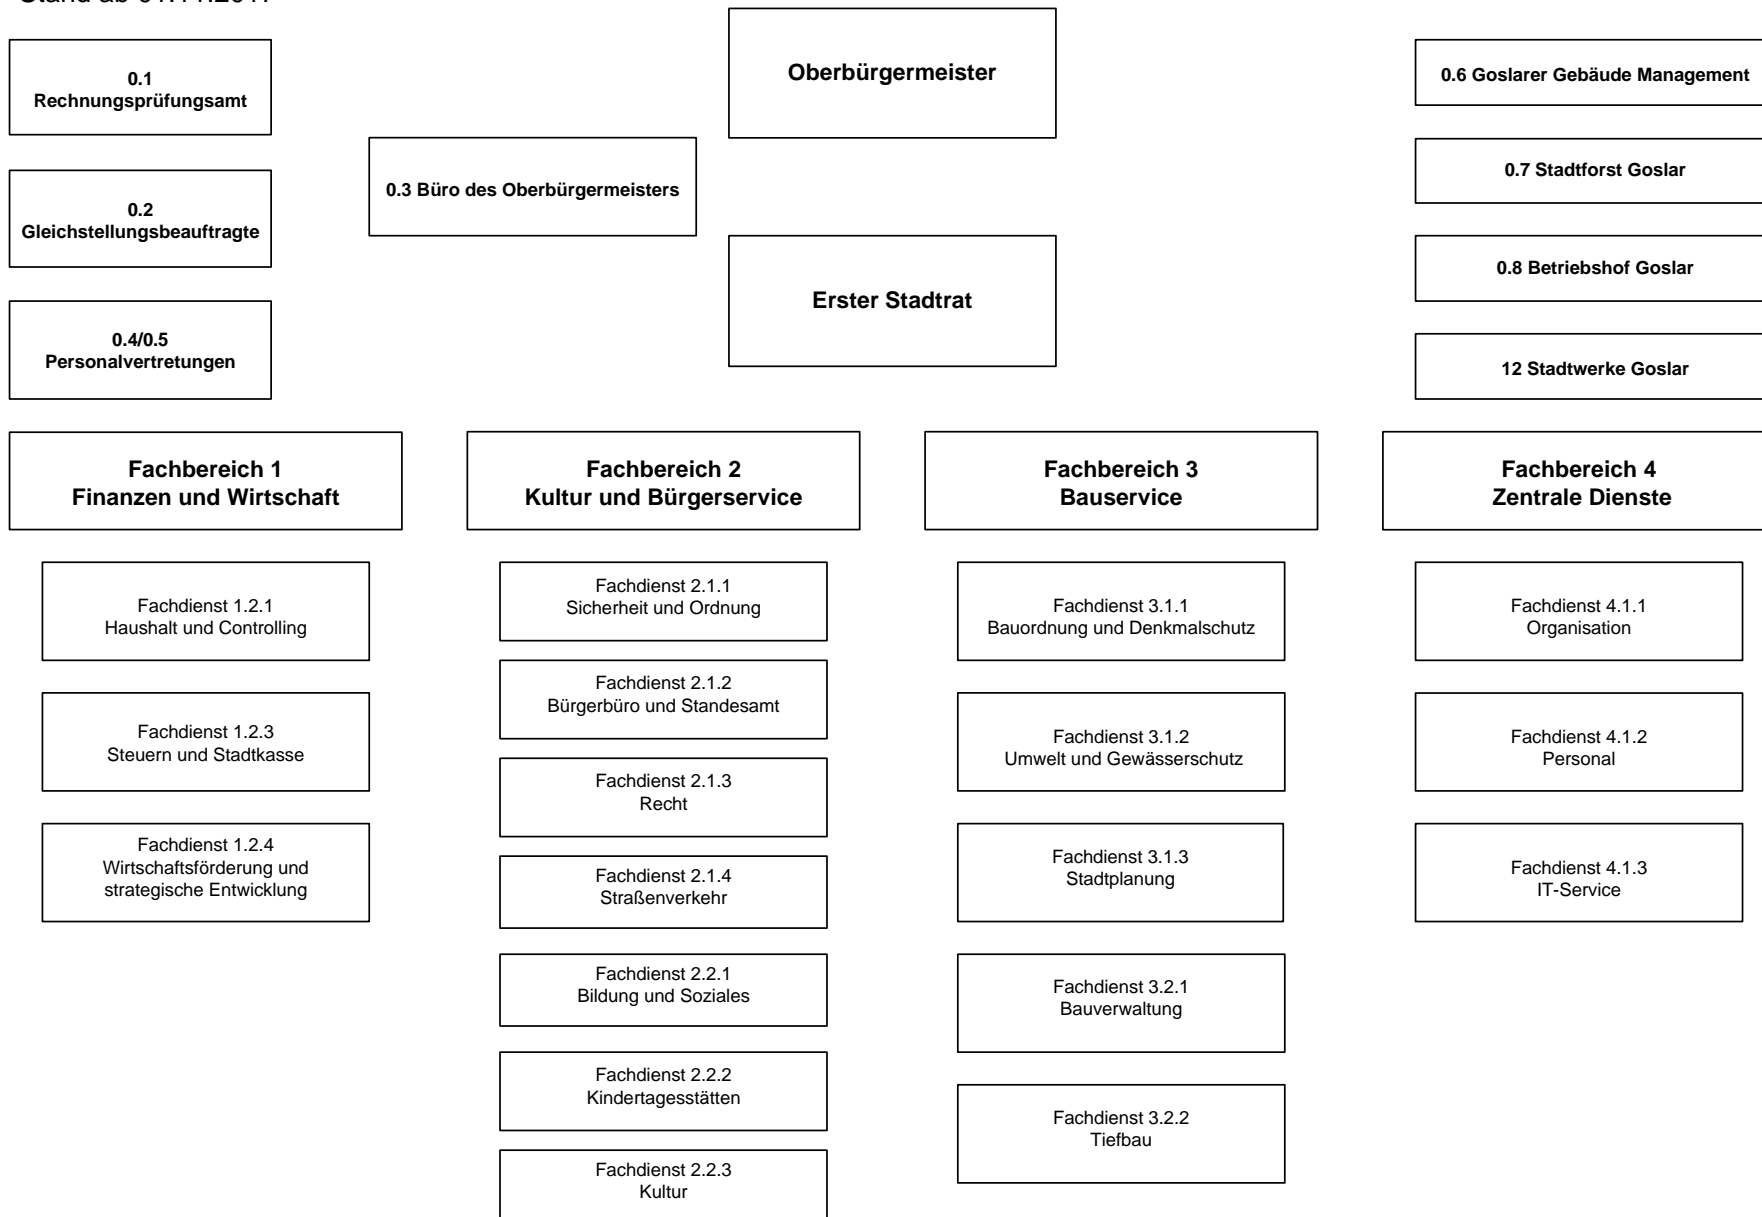 Stand ab
Oberbürgermeister
0.1
Rechnungsprüfungsamt
0.6 Goslarer Gebäude Management
0.3 Büro des Oberbürgermeisters
0.7 Stadtforst Goslar
0.2
Gleichstellungsbeauftragte
0.8 Betriebshof Goslar
Erster Stadtrat
0.4/0.5
Personalvertretungen
12 Stadtwerke Goslar
Fachbereich 1
Finanzen und Wirtschaft
Fachdienst 1.2.1
Haushalt und Controlling
Fachdienst 1.2.3
Steuern und Stadtkasse
Fachdienst 1.2.4
Wirtschaftsförderung und
strategische Entwicklung
Fachbereich 2
Kultur und Bürgerservice
Fachdienst 2.1.1
Sicherheit und Ordnung
Fachdienst 2.1.2
Bürgerbüro und Standesamt
Fachdienst 2.1.3
Recht
Fachdienst 2.1.4
Straßenverkehr
Fachdienst 2.2.1
Bildung und Soziales
Fachdienst 2.2.2
Kindertagesstätten
Fachdienst 2.2.3
Kultur
Fachbereich 3
Bauservice
Fachdienst 3.1.1
Bauordnung und Denkmalschutz
Fachdienst 3.1.2
Umwelt und Gewässerschutz
Fachdienst 3.1.3
Stadtplanung
Fachdienst 3.2.1
Bauverwaltung
Fachdienst 3.2.2
Tiefbau
Fachbereich 4
Zentrale Dienste
Fachdienst 4.1.1
Organisation
Fachdienst 4.1.2
Personal
Fachdienst 4.1.3
IT-Service